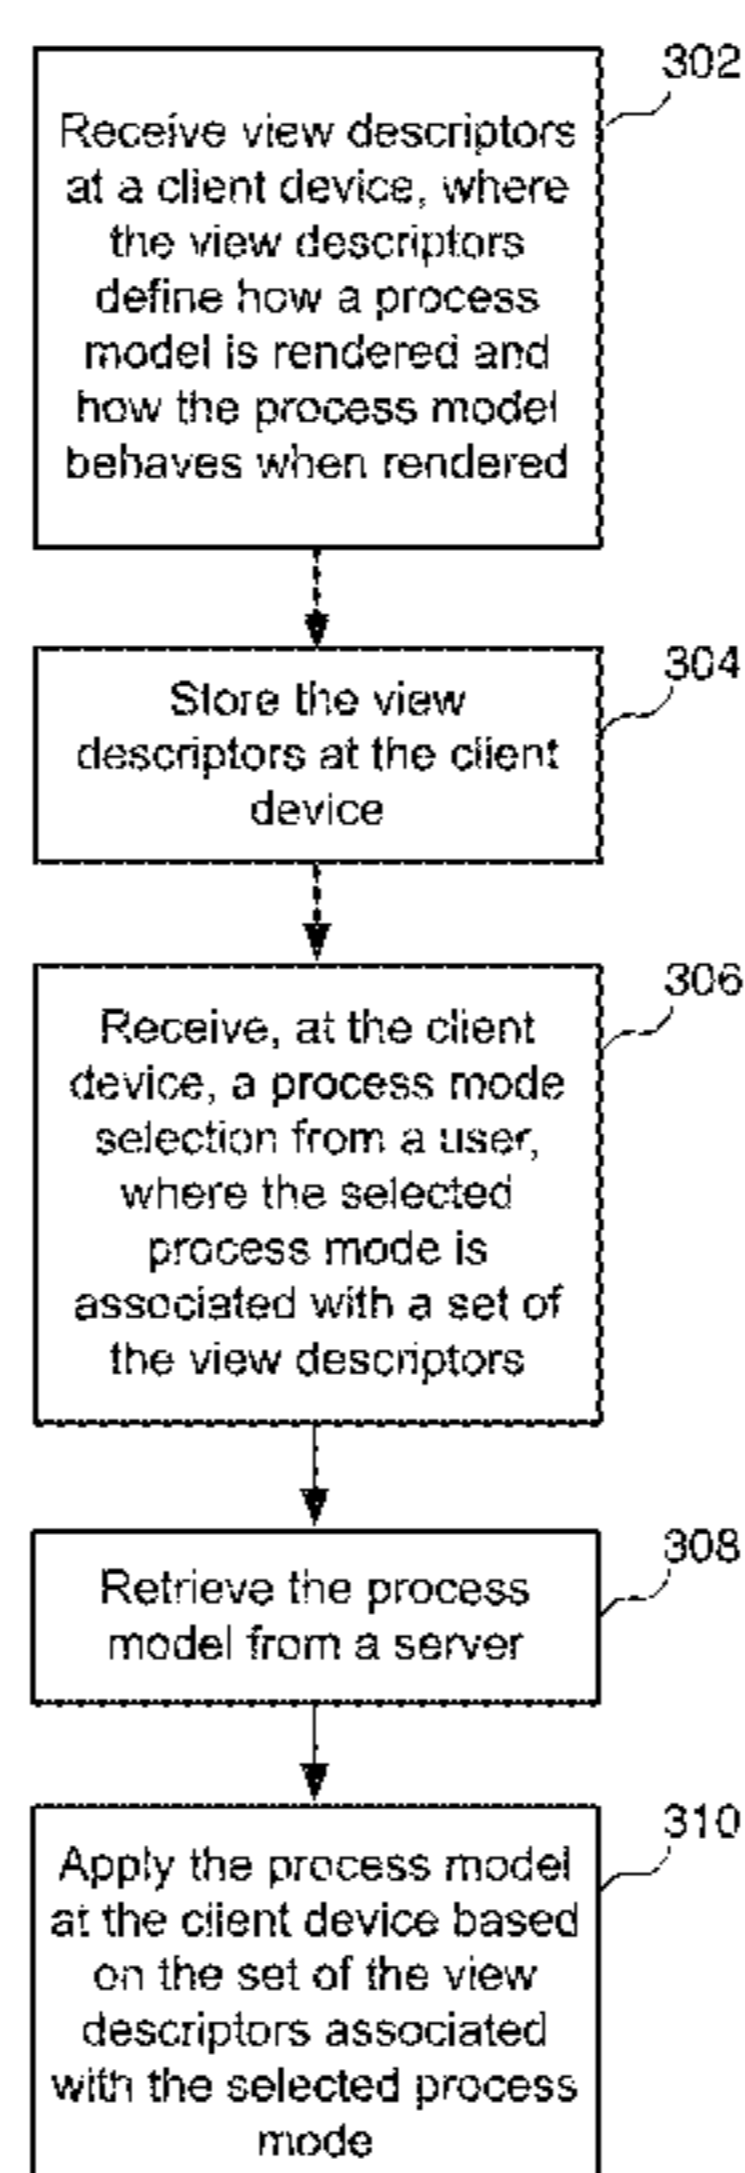 302
Receive view descriptors
at a client device, where
the view descriptors
define how a process
model is rendered and
how the process model
behaves when rendered
304
Store the view
descriptors at the client
device
306
Receive, at the client
device, a process mode
selection from a user,
where the selected
process mode is
associated with a set of
the view descriptors
308
Retrieve the process
model from a server
310
Apply the process model
at the client device based
on the set of the view
descriptors associated
with the selected process
mode